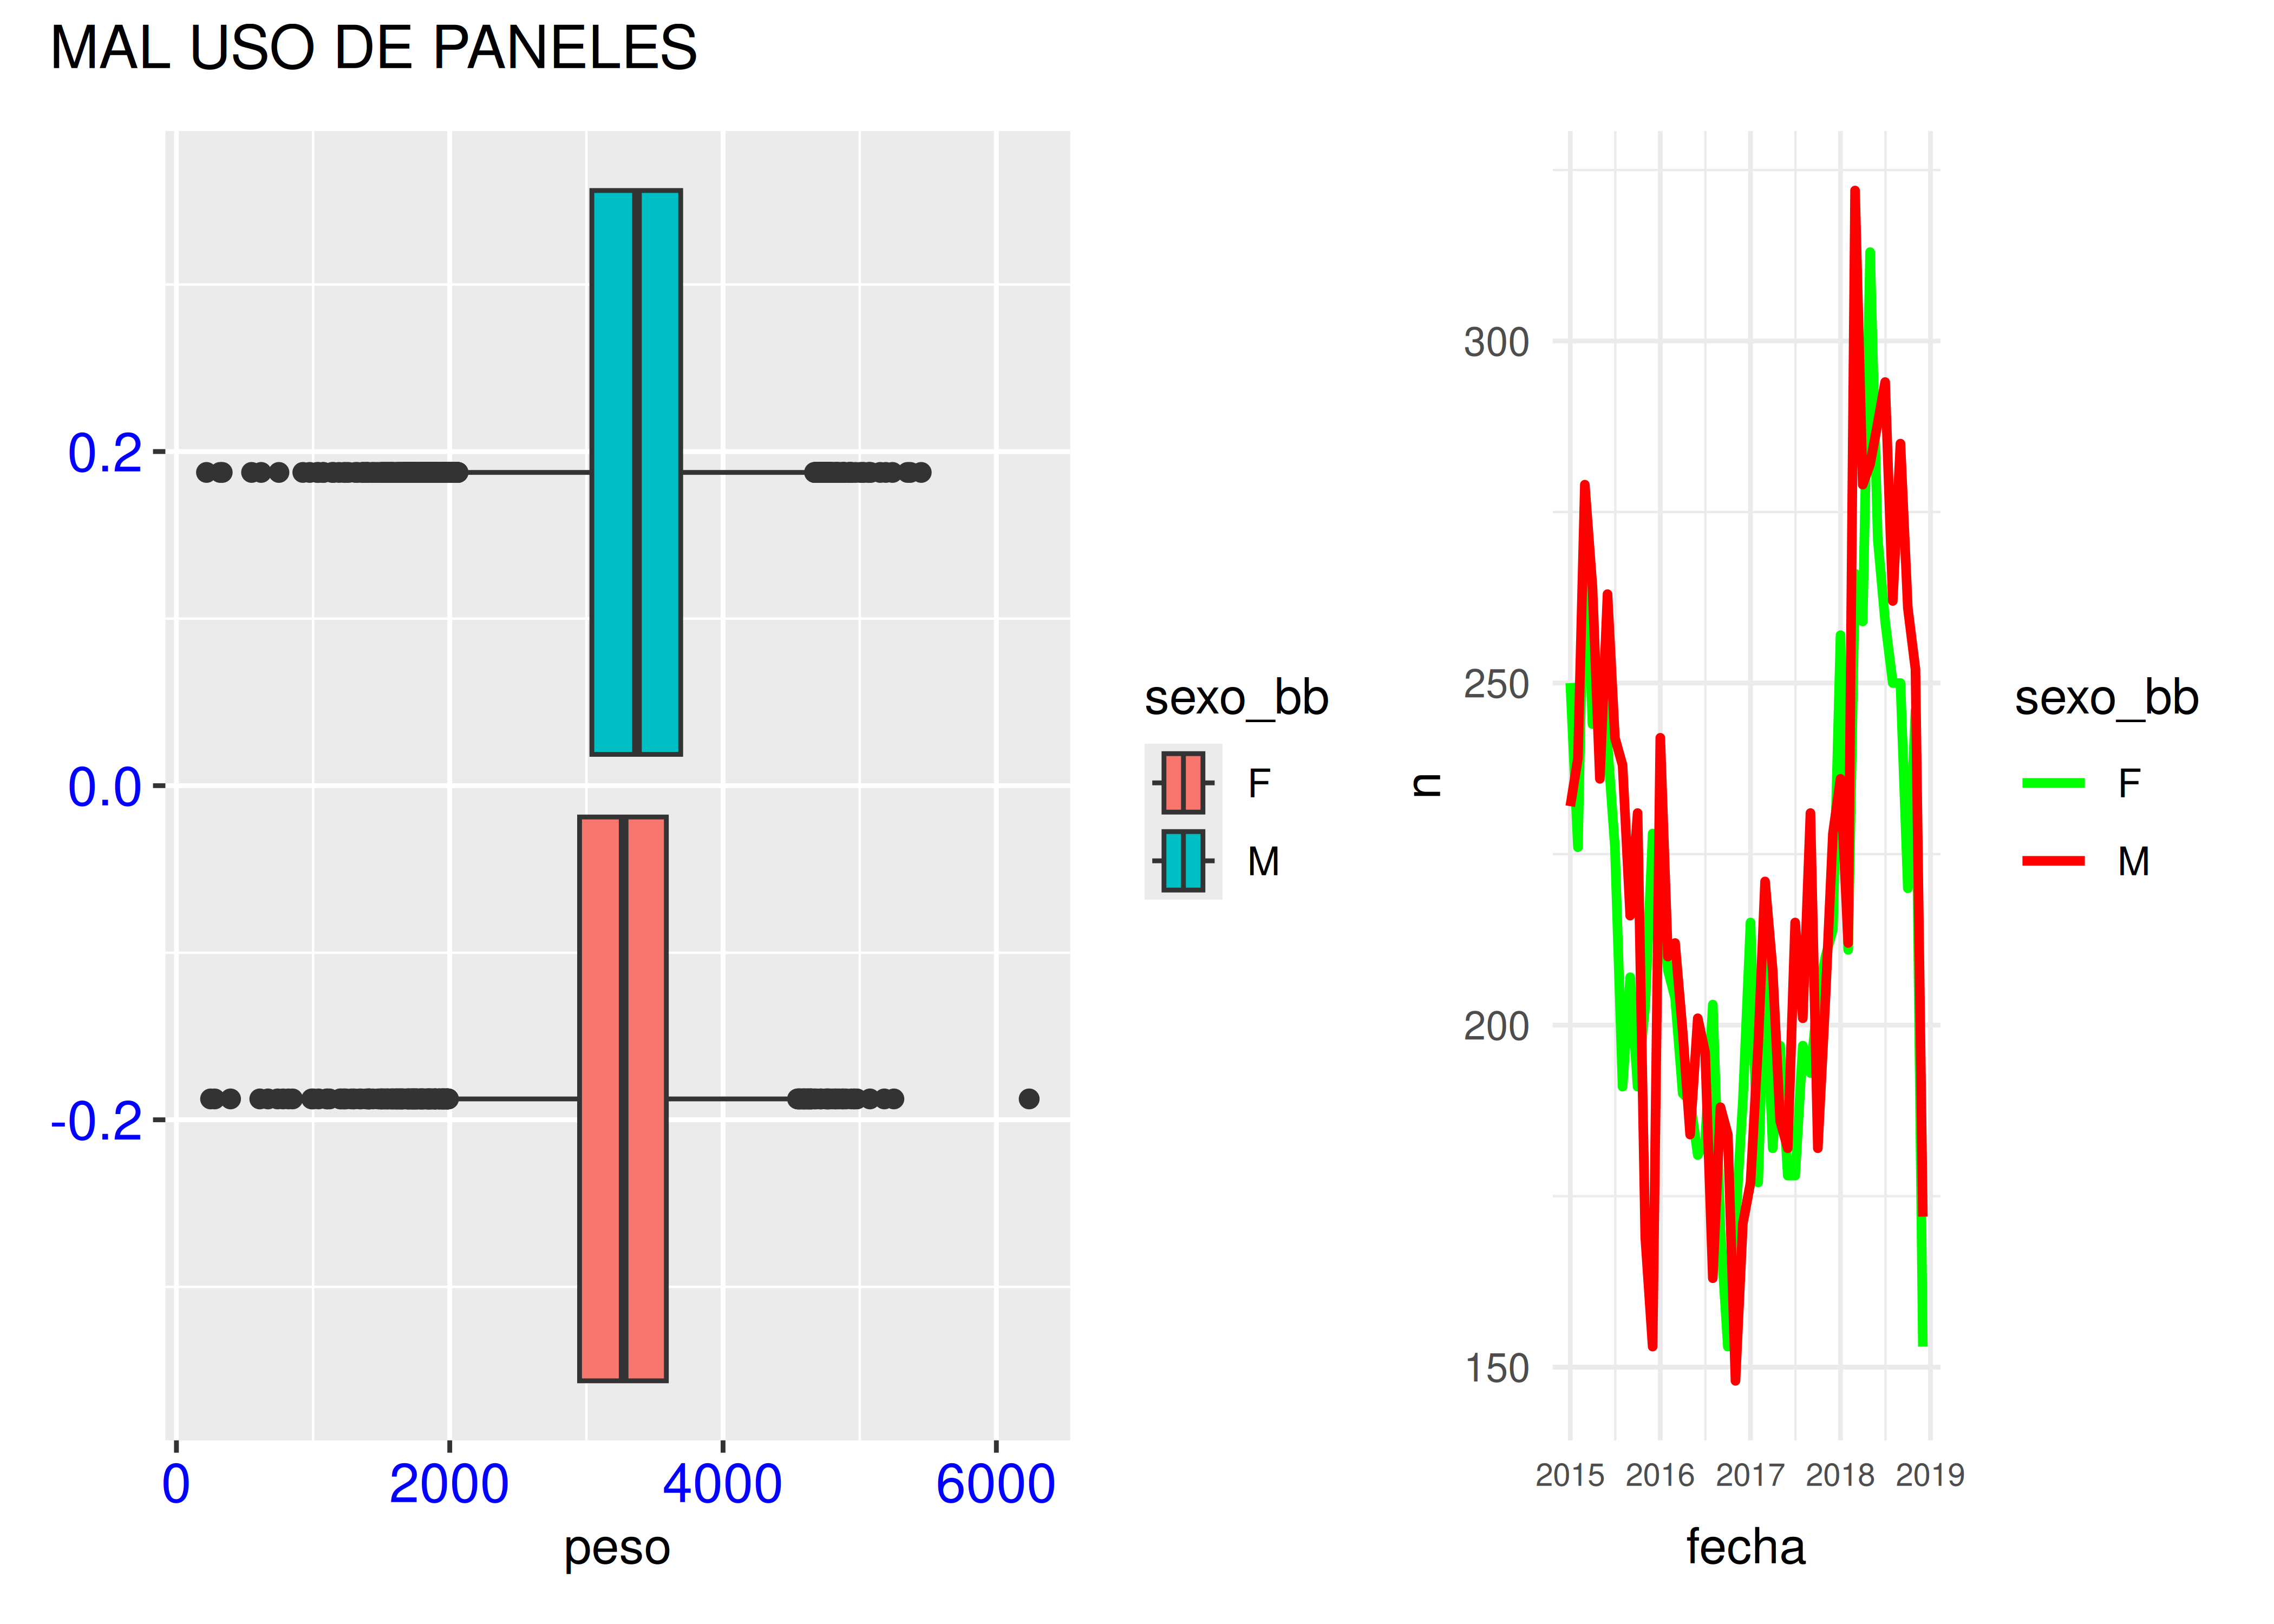 MAL USO DE PANELES
0.2
0.0
-0.2
0 2000 4000 6000
peso
sexo_bb
F
M
n
300
250
200
150
2015 2016 2017 2018 2019
fecha
sexo_bb
F
M